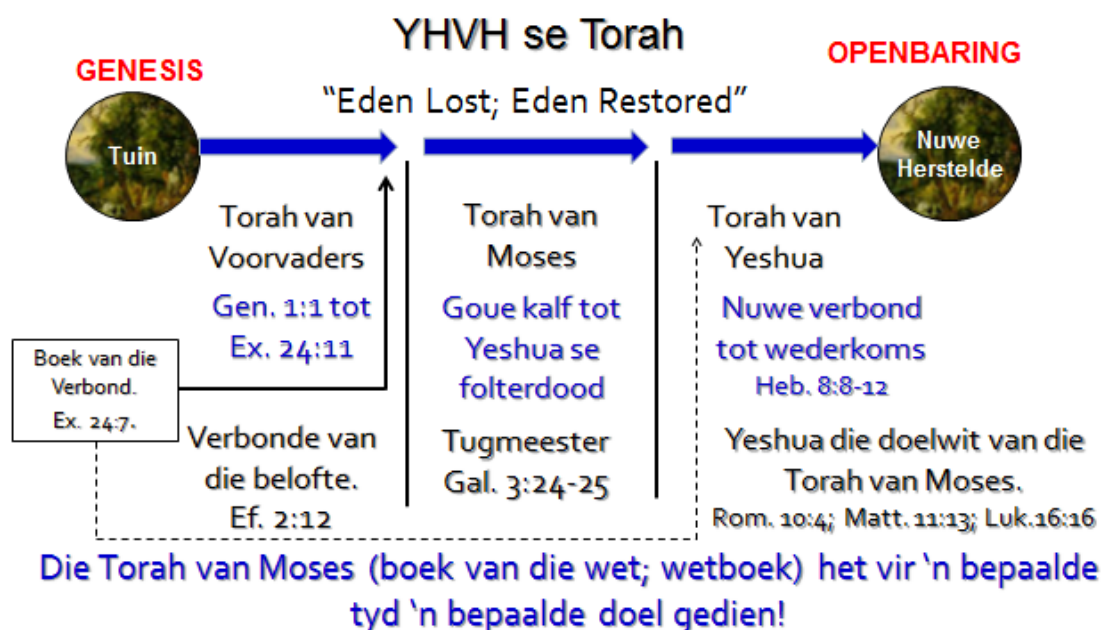 YHVH se Torah
GENESIS
OPENBARING
“Eden Lost; Eden Restored”
Tuin
Nuwe
Herstelde
Torah van
Voorvaders
Gen. 1:1 tot
Ex. 24:11
Boek van die
Verbond.
Ex. 24:7.
Verbonde van
die belofte.
Ef. 2:12
Torah van
Moses
Goue kalf tot
Yeshua se
folterdood
Tugmeester
Gal. 3:24-25
Torah van
Yeshua
Nuwe verbond
tot wederkoms
Heb. 8:8-12
Yeshua die doelwit van die
Torah van Moses.
Rom. 10:4; Matt. 11:13; Luk.16:16
Die Torah van Moses (boek van die wet; wetboek) het vir ‘n bepaalde
tyd ‘n bepaalde doel gedien!